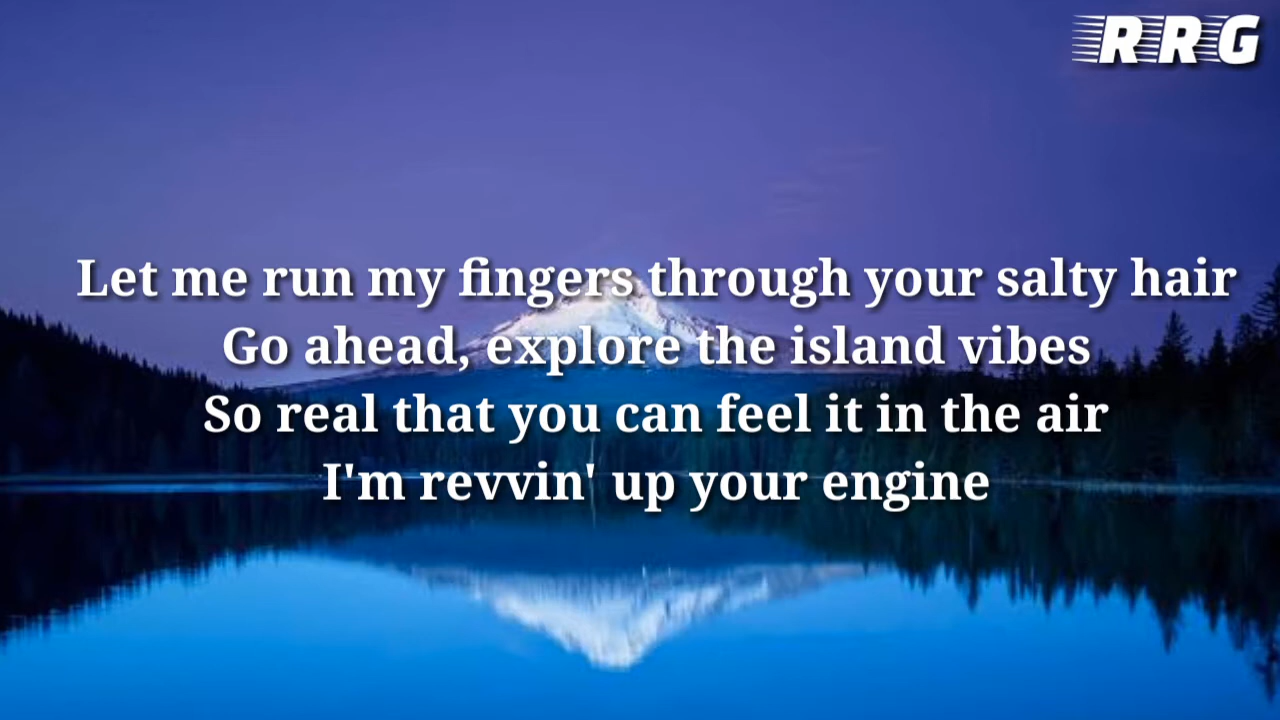 RRG
Let me run my fingers through your salty hair
Go ahead, explore the island vibes
So real that you can feel it in the air
I'm revvin' up your engine